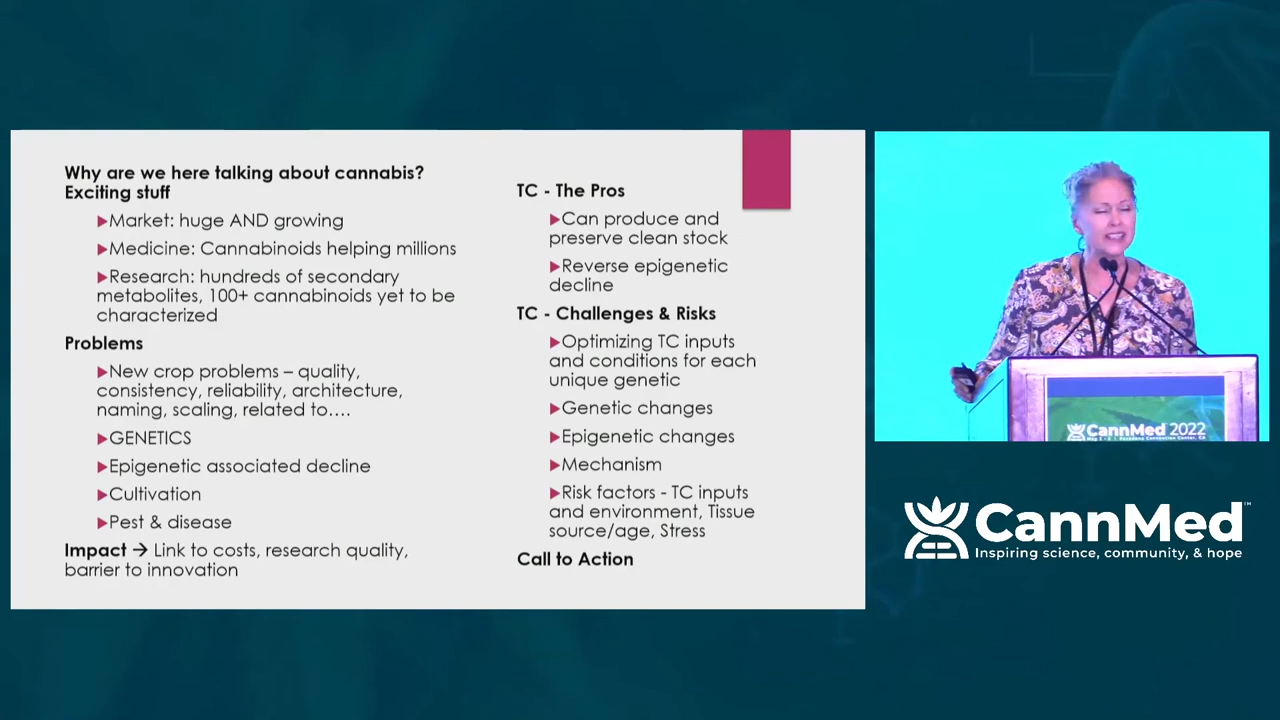 Why are we here talking about cannabis?
Exciting stuff
Market: huge AND growing
Medicine: Cannabinoids helping millions
Research: hundreds of secondary
metabolites, 100+ cannabinoids yet to be
characterized
Problems
New crop problems – quality,
consistency, reliability, architecture,
naming, scaling, related to….
GENETICS
Epigenetic associated decline
Cultivation
Pest & disease
Impact → Link to costs, research quality,
barrier to innovation
TC - The Pros
Can produce and
preserve clean stock
Reverse epigenetic
decline
TC - Challenges & Risks
Optimizing TC inputs
and conditions for each
unique genetic
Genetic changes
Epigenetic changes
Mechanism
Risk factors - TC inputs
and environment, Tissue
source/age, Stress
Call to Action
CannMed 2022
CannMed™
Inspiring science, community, & hope